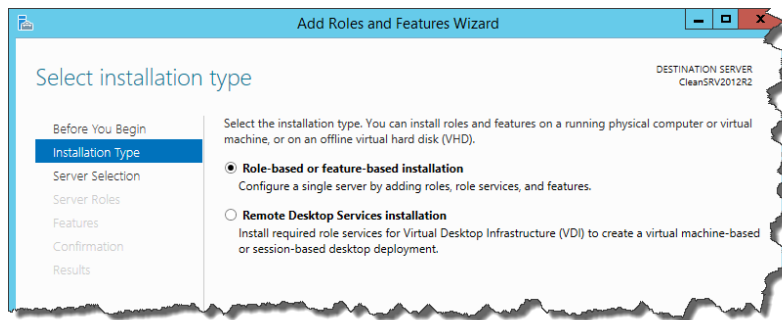 Add Roles and Features Wizard
Select installation type
DESTINATION SERVER
CleanSRV2012R2
Before You Begin
Installation Type
Server Selection
Server Roles
Features
Confirmation
Results
Select the installation type. You can install roles and features on a running physical computer or virtual
machine, or on an offline virtual hard disk (VHD).
Role-based or feature-based installation
Configure a single server by adding roles, role services, and features.
Remote Desktop Services installation
Install required role services for Virtual Desktop Infrastructure (VDI) to create a virtual machine-based
or session-based desktop deployment.